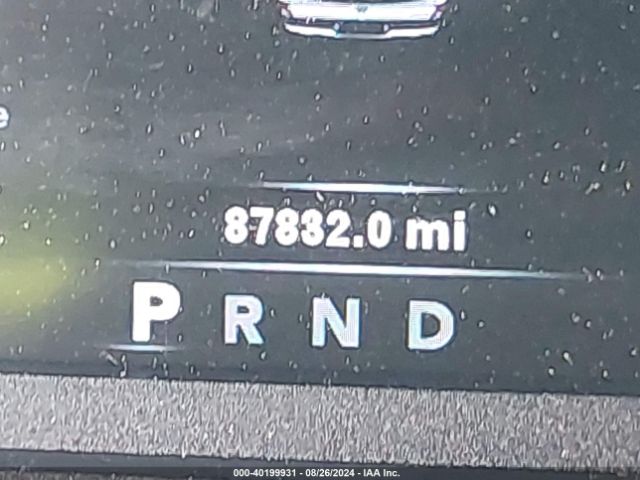 e
87832.0 mi
P R N D
000-40199931 - 08/26/2024 - IAA Inc.